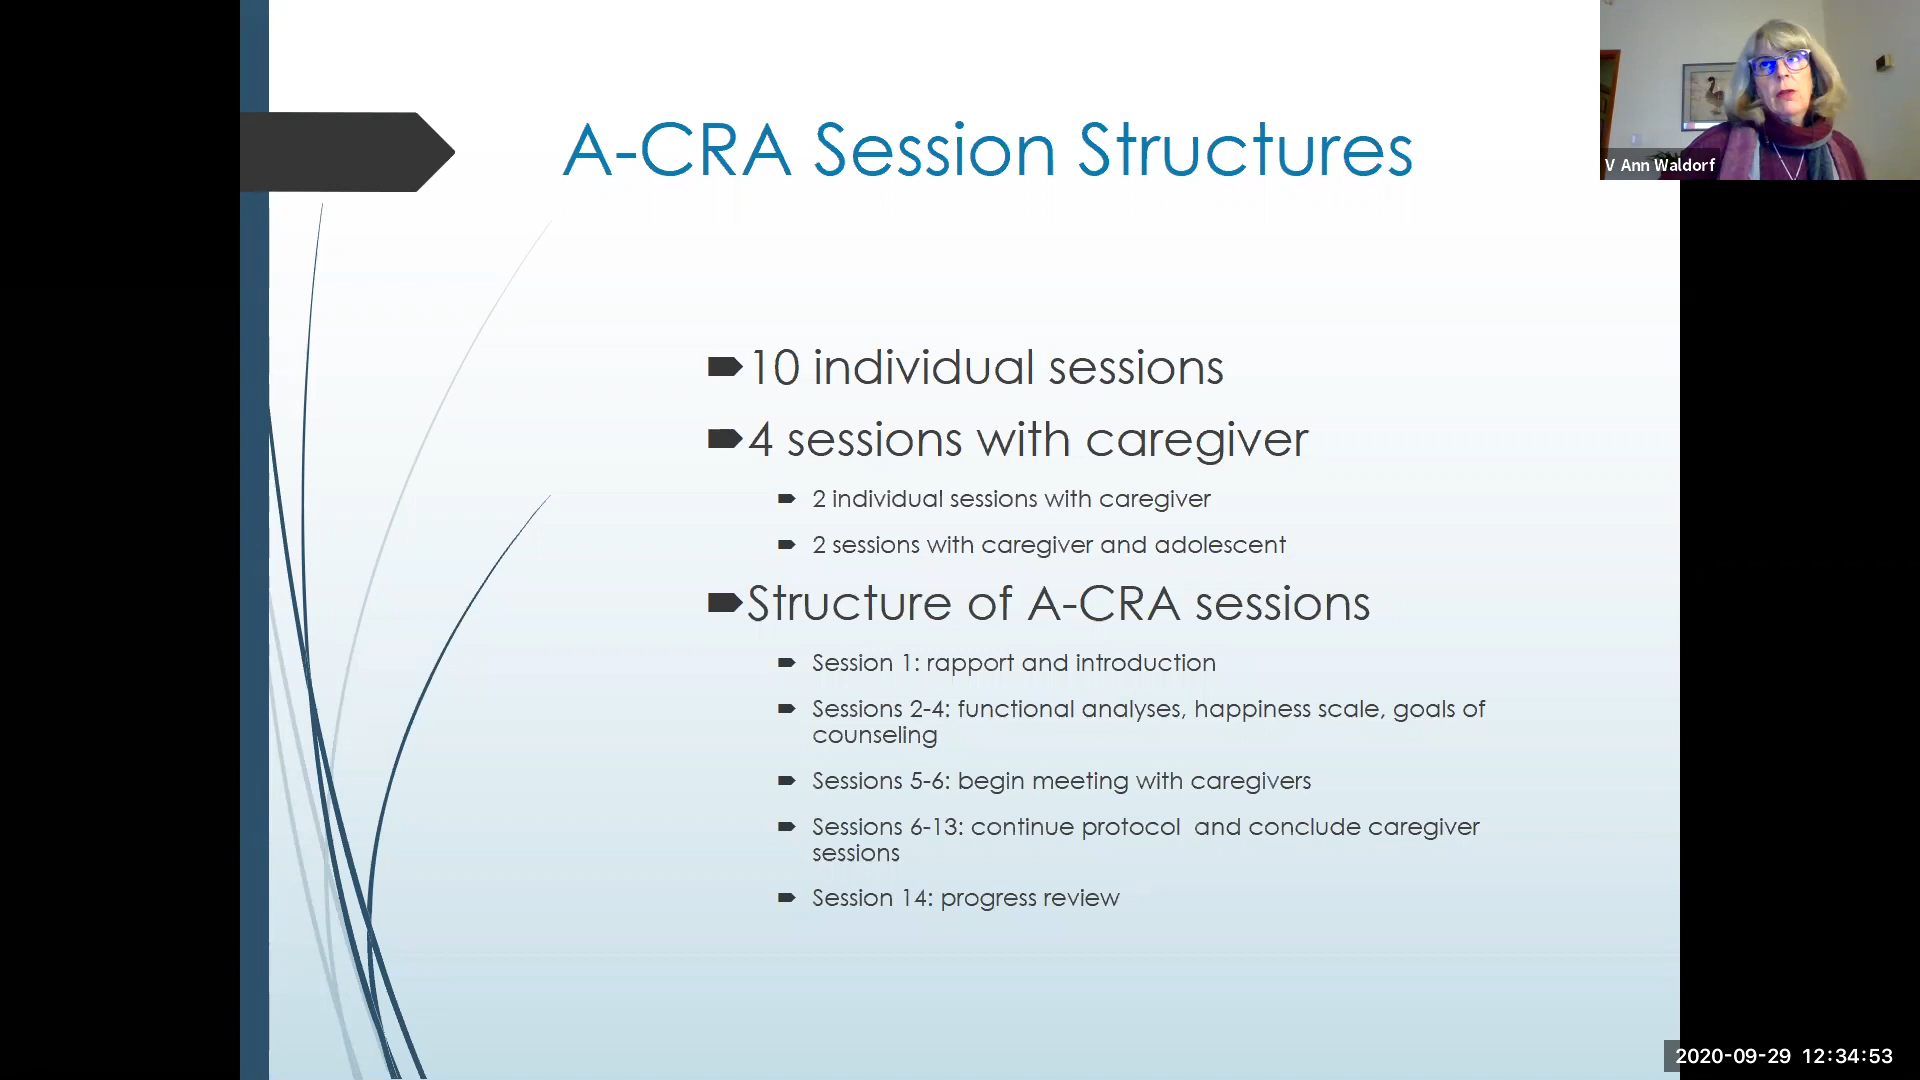 A-CRA Session Structures
V Ann Waldorf
10 individual sessions
4 sessions with caregiver
2 individual sessions with caregiver
2 sessions with caregiver and adolescent
Structure of A-CRA sessions
Session 1: rapport and introduction
Sessions 2-4: functional analyses, happiness scale, goals of
counseling
Sessions 5-6: begin meeting with caregivers
Sessions 6-13: continue protocol  and conclude caregiver
sessions
Session 14: progress review
2020-09-29 12:34:53